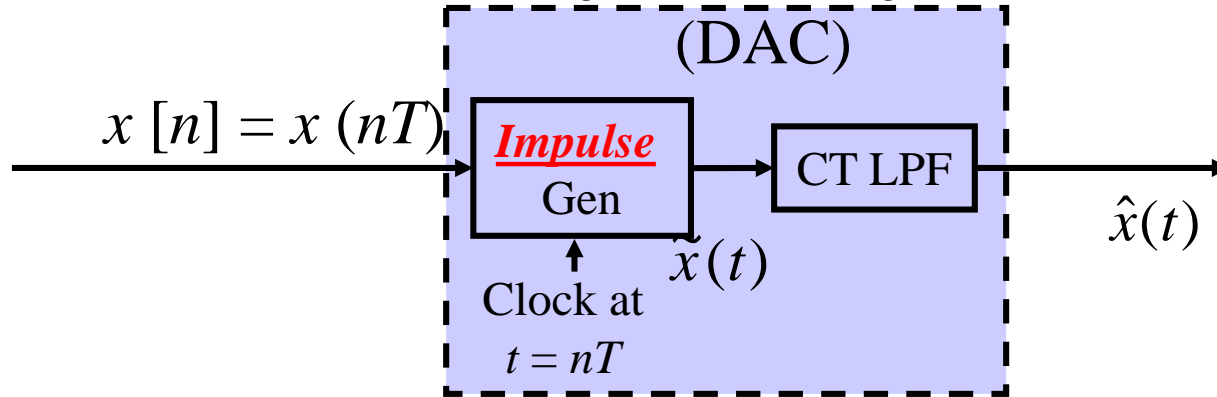 (DAC)
x [n] = x (nT)
Impulse
Gen
CT LPF
x̂(t)
x̃(t)
Clock at
t = nT